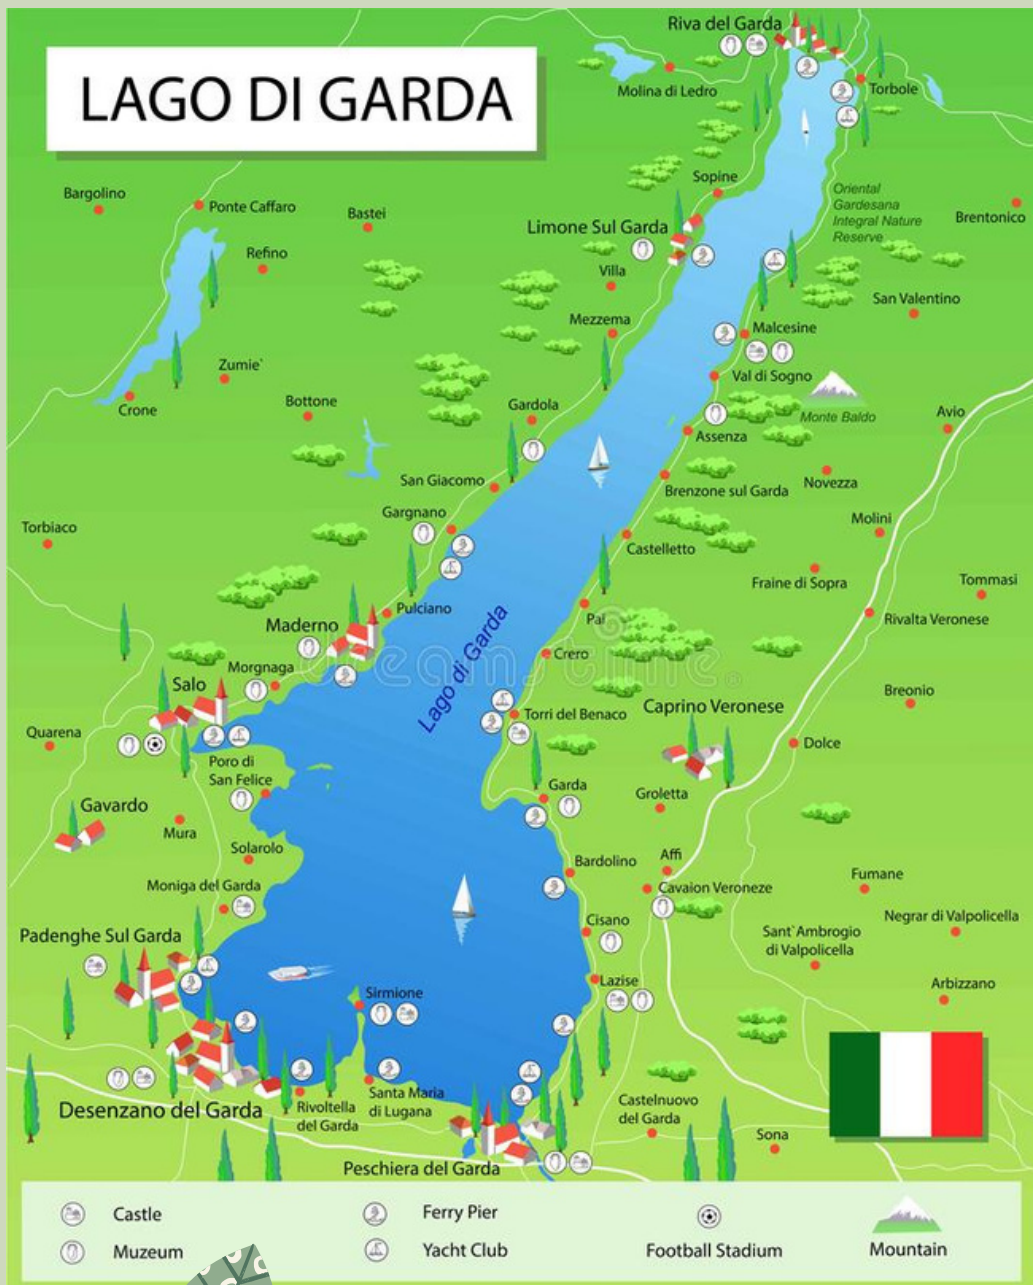 LAGO DI GARDA
Riva del Garda
Molina di Ledro
Torbole
Sopine
Oriental
Gardesana
Integral Nature
Reserve
Bargolino
Ponte Caffaro
Bastei
Brentonico
Limone Sul Garda
Refino
Villa
San Valentino
Mezzema
Malcesine
Zumie`
Val di Sogno
Crone
Bottone
Gardola
Monte Baldo
Avio
Assenza
San Giacomo
Brenzone sul Garda
Novezza
Gargnano
Torbiaco
Molini
Castelletto
Fraine di Sopra
Tommasi
Pulciano
Pai
Rivalta Veronese
Maderno
Lago di Garda
Crero
dreamstime.
Morgnaga
Salo
Breonio
Torri del Benaco
Caprino Veronese
Quarena
Dolce
Poro di
San Felice
Garda
Groletta
Gavardo
Mura
Solarolo
Bardolino
Affi
Moniga del Garda
Cavaion Veroneze
Fumane
Cisano
Negrar di Valpolicella
Padenghe Sul Garda
Sant`Ambrogio
di Valpolicella
Lazise
Arbizzano
Sirmione
Desenzano del Garda
Rivoltella
del Garda
Santa Maria
di Lugana
Castelnuovo
del Garda
Sona
Peschiera del Garda
Castle
Ferry Pier
Muzeum
Yacht Club
Football Stadium
Mountain